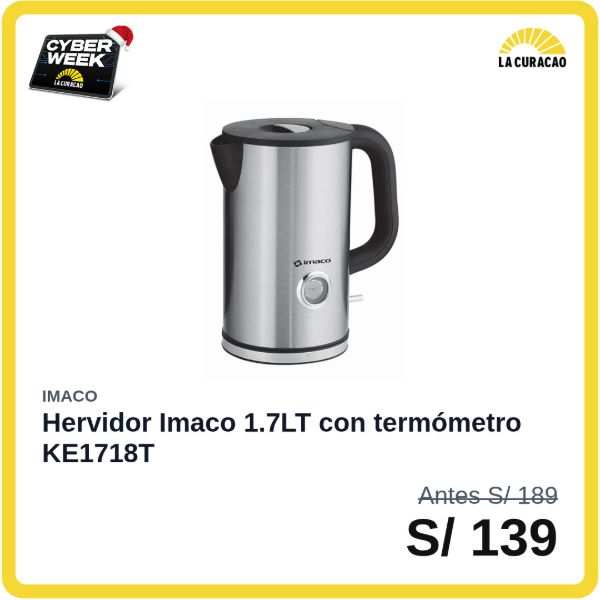 CYBER
WEEK
LA CURACAO
LA CURACAO
imaco
IMACO
Hervidor Imaco 1.7LT con termómetro
KE1718T
Antes S/ 189
S/ 139